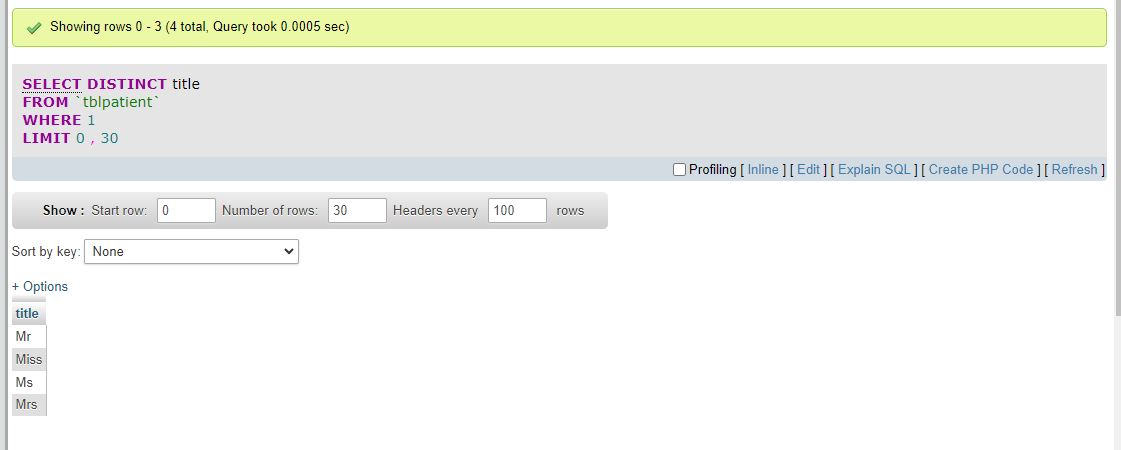 Showing rows 0 - 3 (4 total, Query took 0.0005 sec)
SELECT DISTINCT title
FROM `tblpatient`
WHERE 1
LIMIT 0 , 30
Profiling [ Inline ] [ Edit ] [ Explain SQL ] [ Create PHP Code ] [ Refresh ]
Show : Start row: 0 Number of rows: 30 Headers every 100 rows
Sort by key: None
+ Options
title
Mr
Miss
Ms
Mrs